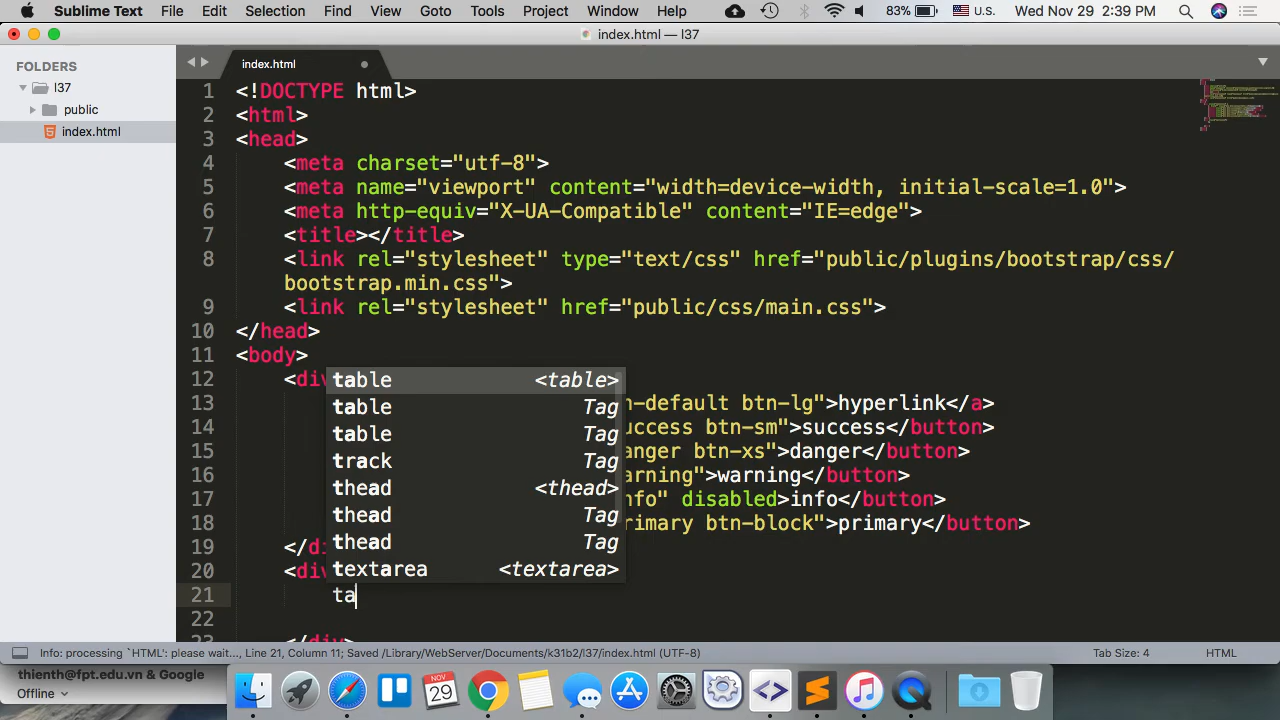 Sublime Text File Edit Selection Find View Goto Tools Project Window Help 83% U.S. Wed Nov 29 2:39 PM
index.html — l37
FOLDERS
l37
public
index.html
index.html
1 <!DOCTYPE html>
2 <html>
3 <head>
4 <meta charset="utf-8">
5 <meta name="viewport" content="width=device-width, initial-scale=1.0">
6 <meta http-equiv="X-UA-Compatible" content="IE=edge">
7 <title></title>
8 <link rel="stylesheet" type="text/css" href="public/plugins/bootstrap/css/
bootstrap.min.css">
9 <link rel="stylesheet" href="public/css/main.css">
10 </head>
11 <body>
12 <div
table <table>
13 n-default btn-lg">hyperlink</a>
table Tag
14 uccess btn-sm">success</button>
table Tag
15 anger btn-xs">danger</button>
track Tag
16 arning">warning</button>
thead <thead>
17 nfo" disabled>info</button>
thead Tag
18 rimary btn-block">primary</button>
thead Tag
19 </di
20 <div
textarea <textarea>
21 ta
22
23 </div>
Info: processing `HTML': please wait..., Line 21, Column 11; Saved /Library/WebServer/Documents/k31b2/l37/index.html (UTF-8) Tab Size: 4 HTML
thienth@fpt.edu.vn & Google
Offline
NOV
29